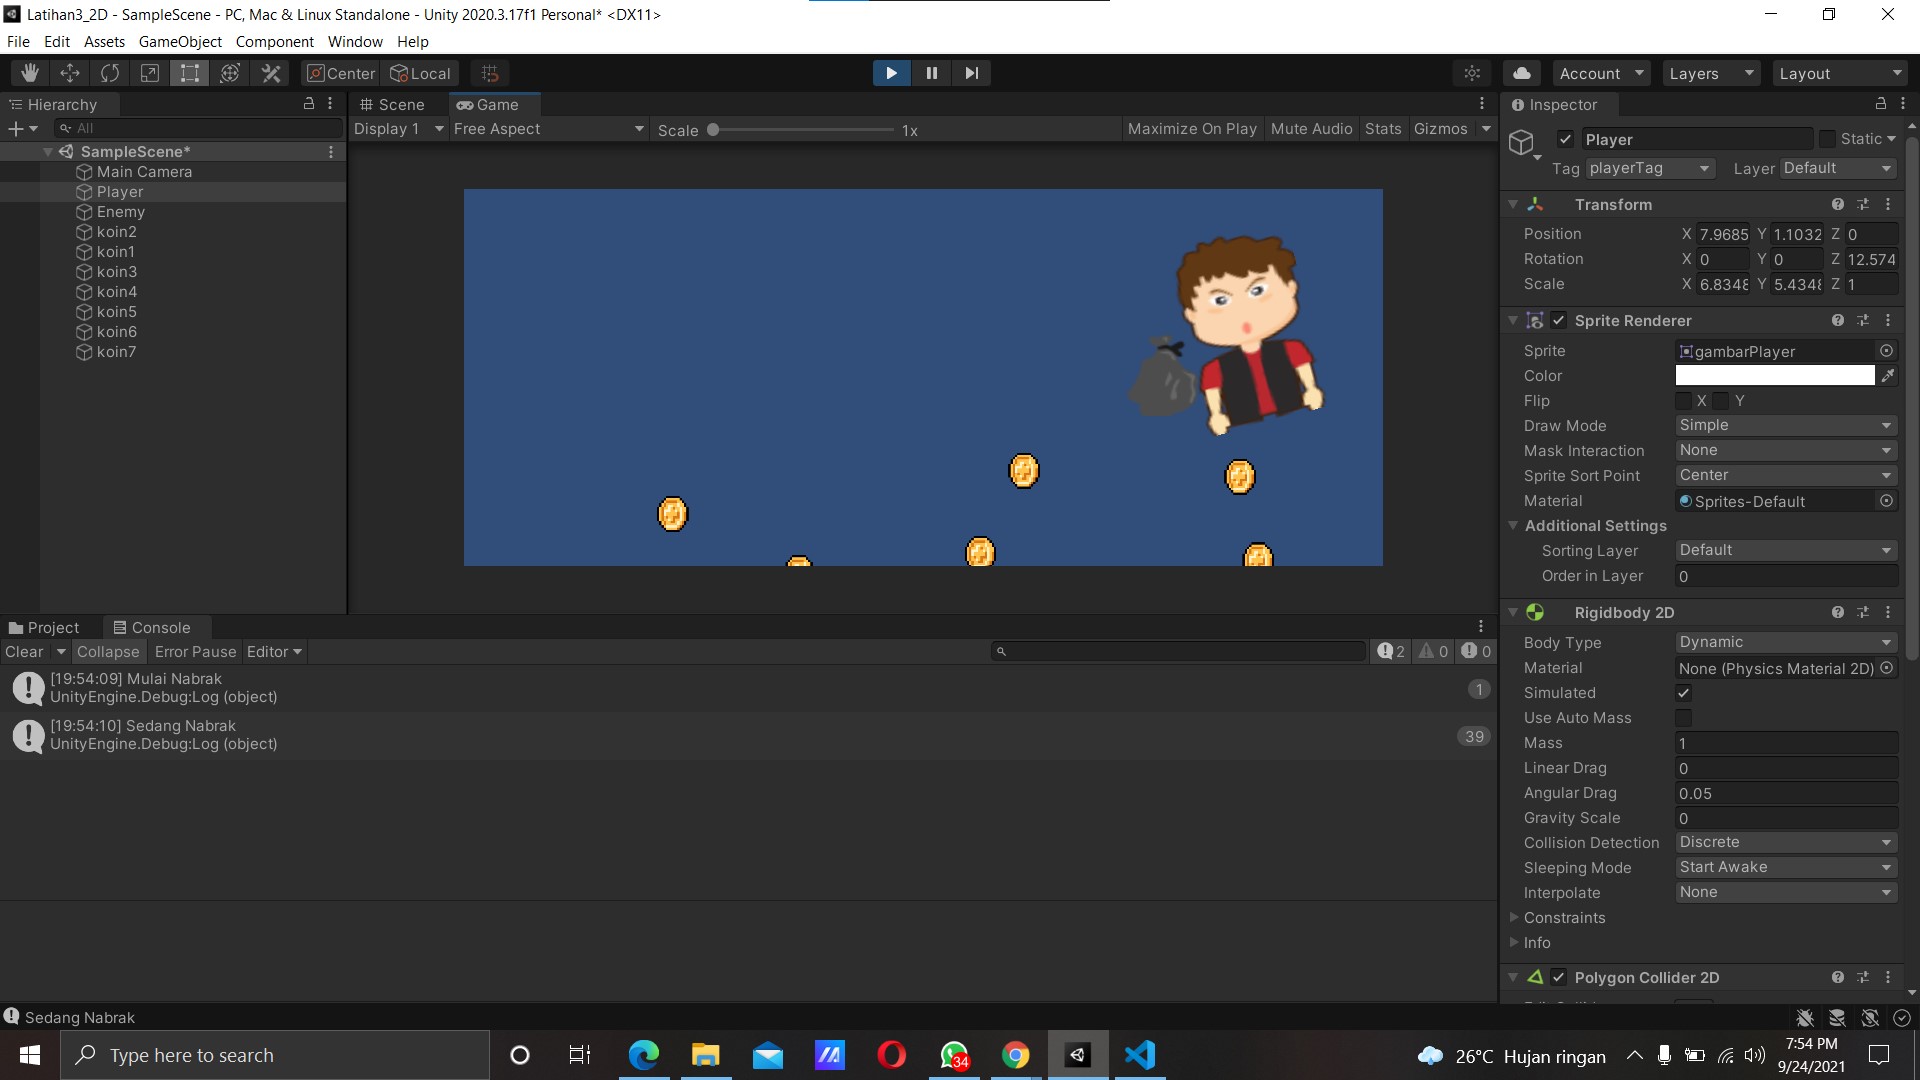 Latihan3_2D - SampleScene - PC, Mac & Linux Standalone - Unity 2020.3.17f1 Personal* <DX11>
File Edit Assets GameObject Component Window Help
Center Local Account Layers Layout
Hierarchy
All
SampleScene*
Main Camera
Player
Enemy
koin2
koin1
koin3
koin4
koin5
koin6
koin7
Scene Game
Display 1 Free Aspect Scale 1x Maximize On Play Mute Audio Stats Gizmos
Project Console
Clear Collapse Error Pause Editor 2 0 0
[19:54:09] Mulai Nabrak
UnityEngine.Debug:Log (object)
1
[19:54:10] Sedang Nabrak
UnityEngine.Debug:Log (object)
39
Inspector
Player Static
Tag playerTag Layer Default
Transform
Position X 7.9685 Y 1.1032 Z 0
Rotation X 0 Y 0 Z 12.574
Scale X 6.8348 Y 5.4348 Z 1
Sprite Renderer
Sprite gambarPlayer
Color
Flip X Y
Draw Mode Simple
Mask Interaction None
Sprite Sort Point Center
Material Sprites-Default
Additional Settings
Sorting Layer Default
Order in Layer 0
Rigidbody 2D
Body Type Dynamic
Material None (Physics Material 2D)
Simulated
Use Auto Mass
Mass 1
Linear Drag 0
Angular Drag 0.05
Gravity Scale 0
Collision Detection Discrete
Sleeping Mode Start Awake
Interpolate None
Constraints
Info
Polygon Collider 2D
Sedang Nabrak
Type here to search
34
26°C Hujan ringan
7:54 PM
9/24/2021